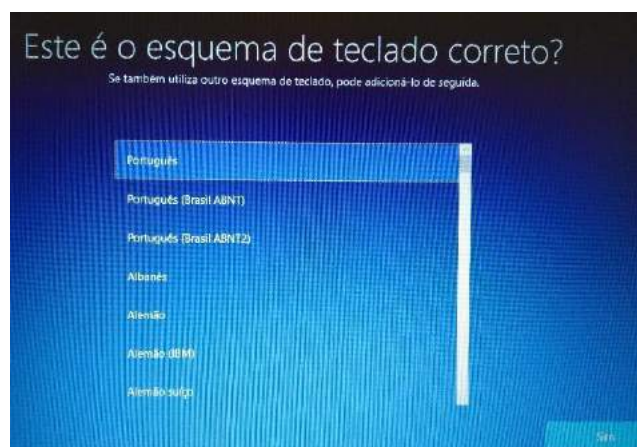 Este é o esquema de teclado correto?
Se também utiliza outro esquema de teclado, pode adicioná-lo de seguida.
Português
Português (Brasil ABNT)
Português (Brasil ABNT2)
Albanês
Alemão
Alemão (IBM)
Alemão suíço
Sim